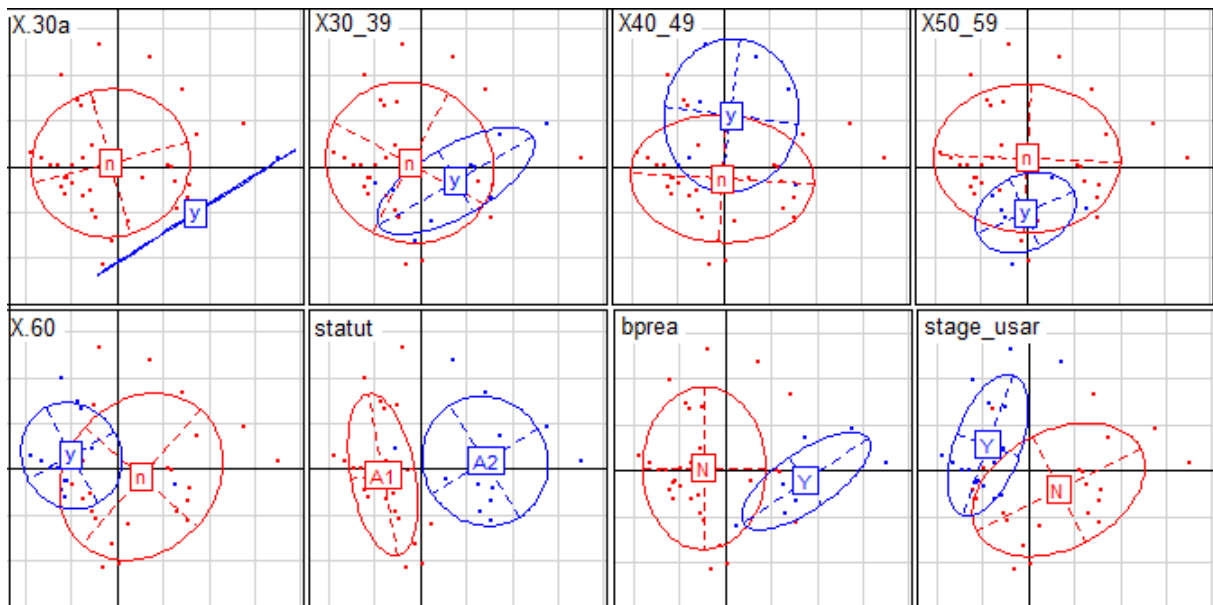 X.30a
n
y
X30_39
n
y
X40_49
y
n
X50_59
n
y
X.60
y
n
statut
A1
A2
bprea
N
Y
stage_usar
Y
N